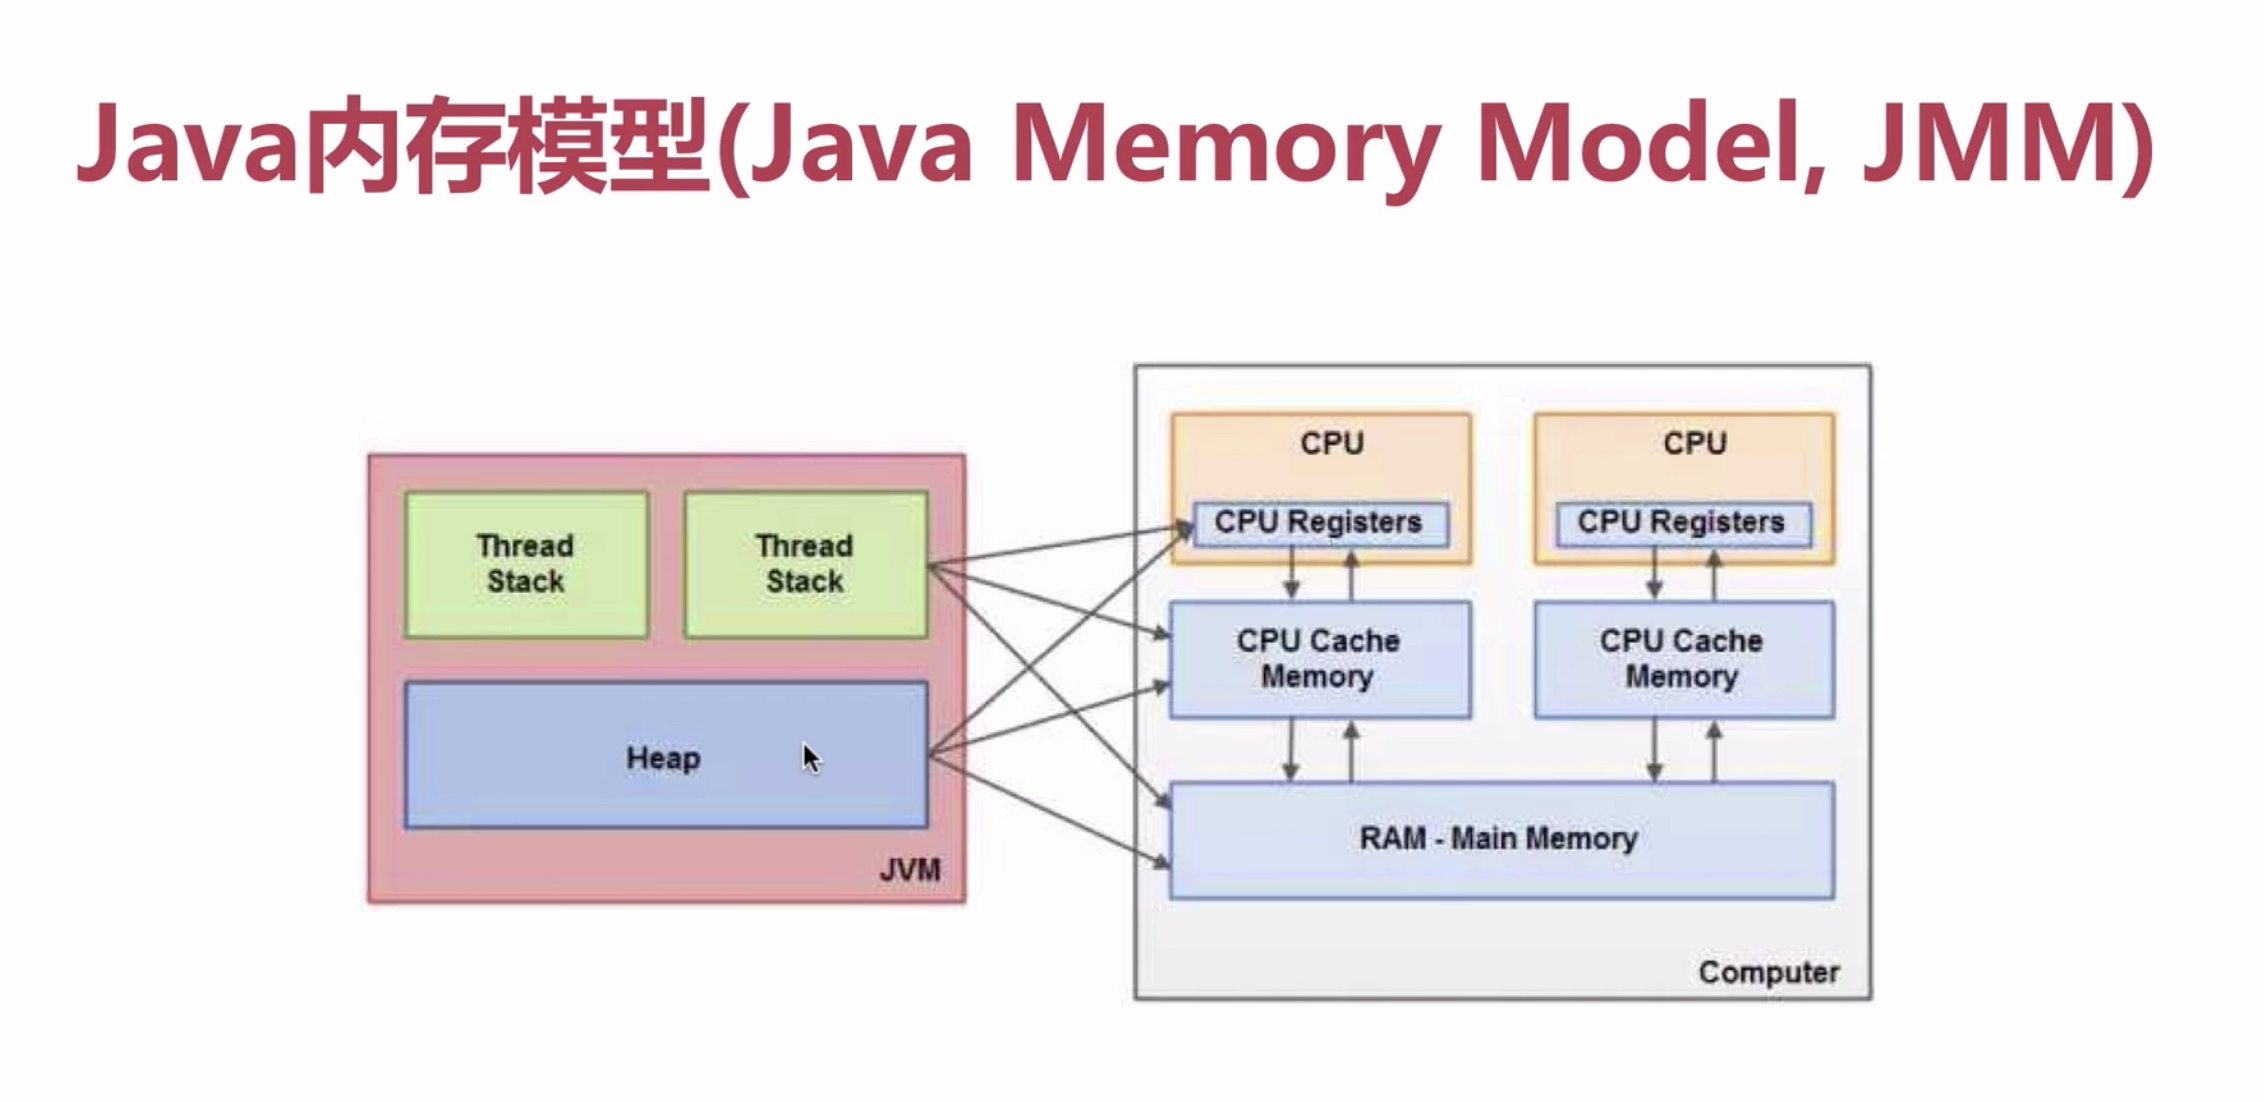 Java内存模型(Java Memory Model, JMM)
Thread
Stack
Thread
Stack
Heap
JVM
CPU
CPU Registers
CPU Cache
Memory
CPU
CPU Registers
CPU Cache
Memory
RAM - Main Memory
Computer